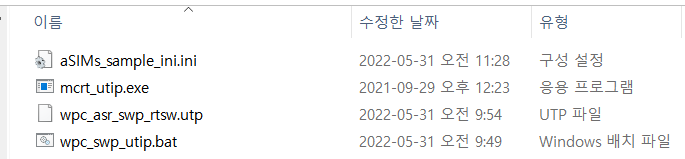 이름 수정한 날짜 유형
aSIMs_sample_ini.ini 2022-05-31 오전 11:28 구성 설정
mcrt_utip.exe 2021-09-29 오후 12:23 응용 프로그램
wpc_asr_swp_rtsw.utp 2022-05-31 오전 9:54 UTP 파일
wpc_swp_utip.bat 2022-05-31 오전 9:49 Windows 배치 파일